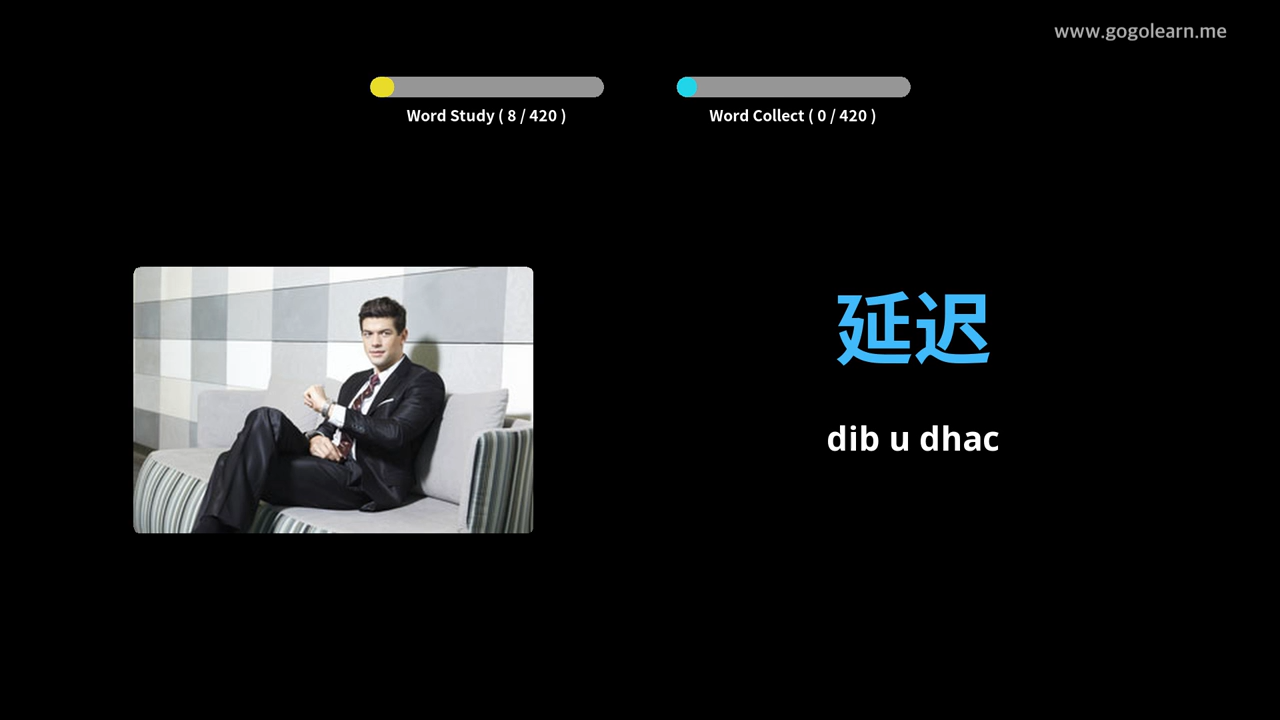 www.gogolearn.me
Word Study ( 8 / 420 )
Word Collect ( 0 / 420 )
延迟
dib u dhac